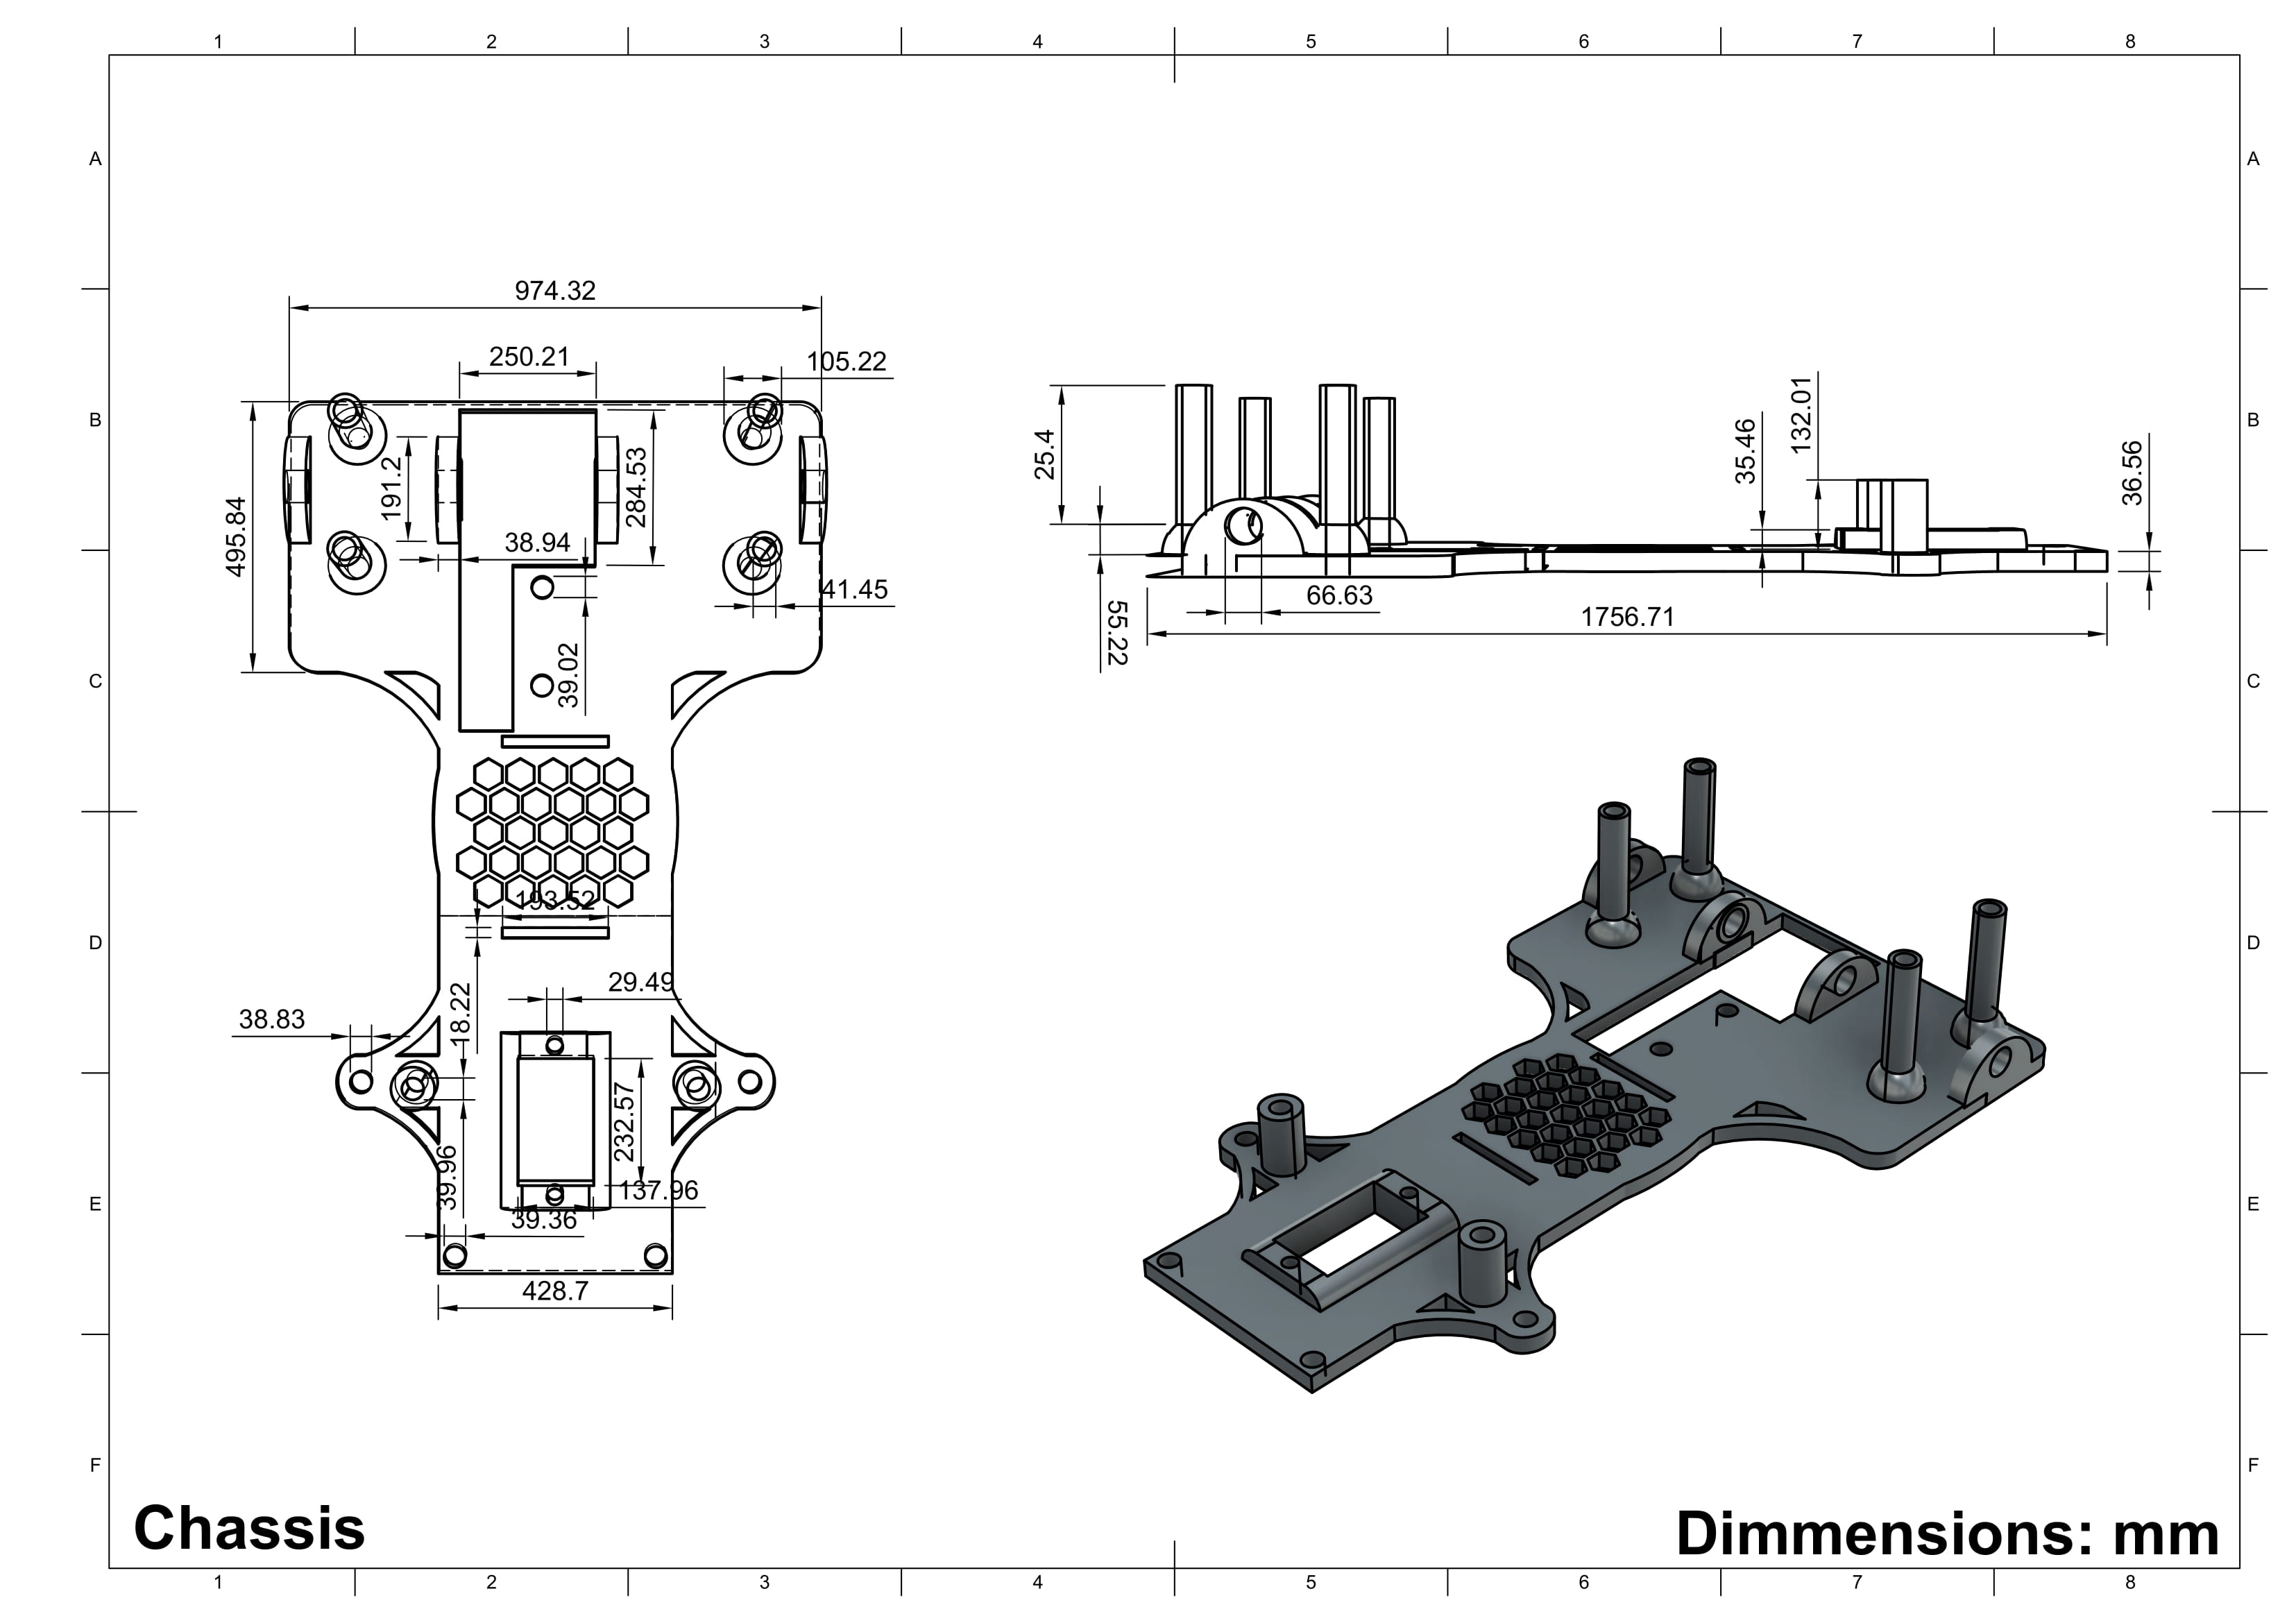 1 2 3 4 5 6 7 8
A A
974.32
250.21
105.22
B B
495.84
191.2
284.53
38.94
41.45
39.02
25.4
55.22
66.63
1756.71
35.46
132.01
36.56
C C
193.52
D D
29.49
18.22
38.83
232.57
39.96
137.96
39.36
E E
428.7
F F
Chassis
Dimmensions: mm
1 2 3 4 5 6 7 8